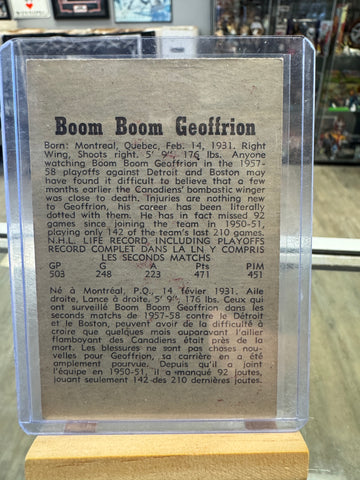 Boom Boom Geoffrion
Born: Montreal, Quebec, Feb. 14, 1931. Right
Wing, Shoots right. 5' 9", 176 lbs. Anyone
watching Boom Boom Geoffrion in the 1957-
58 playoffs against Detroit and Boston may
have found it difficult to believe that a
few months earlier the Canadiens' bombastic winger
was close to death. Injuries are nothing new
to Geoffrion, his career has been literally
dotted with them. He has in fact missed 92
games since joining the team in 1950-51,
playing only 142 of the team's last 210 games.
N.H.L. LIFE RECORD, INCLUDING PLAYOFFS
RECORD COMPLET DANS LA LN Y COMPRIS
LES SECONDS MATCHS
GP G A Pts PIM
503 248 223 471 451
Né à Montréal, P.Q., 14 février 1931. Aile
droite, Lance à droite. 5' 9", 176 lbs. Ceux qui
ont surveillé Boom Boom Geoffrion dans les
seconds matchs de 1957-58 contre le Détroit
et le Boston, peuvent avoir de la difficulté à
croire que quelques mois auparavant l'ailier
flamboyant des Canadiens était près de la
mort. Les blessures ne sont pas choses nou-
velles pour Geoffrion, sa carrière en a été
amplement pourvue. Depuis qu'il a joint
l'équipe en 1950-51, il a manqué 92 joutes,
jouant seulement 142 des 210 dernières joutes.